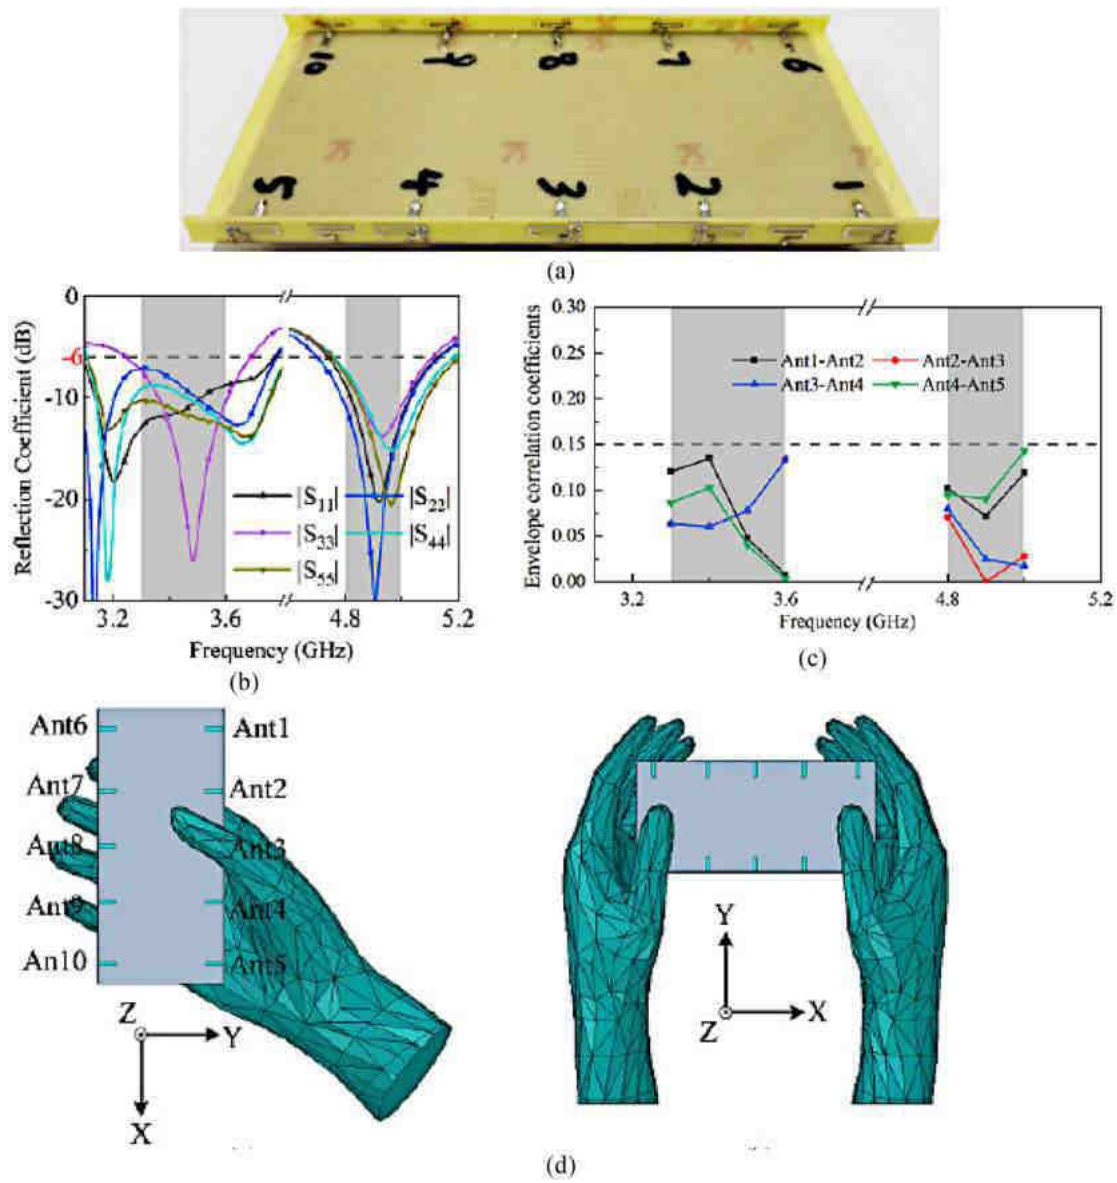 10 9 8 7 6
5 4 3 2 1
(a)
0
-6
-10
-20
-30
Reflection Coefficient (dB)
|S11| |S22|
|S33| |S44|
|S55|
3.2 3.6 4.8 5.2
Frequency (GHz)
(b)
0.30
0.25
0.20
0.15
0.10
0.05
0.00
Envelope correlation coefficients
Ant1-Ant2 Ant2-Ant3
Ant3-Ant4 Ant4-Ant5
3.2 3.6 4.8 5.2
Frequency (GHz)
(c)
Ant6 Ant1
Ant7 Ant2
Ant8 Ant3
Ant9 Ant4
An10 Ant5
Z
Y
X
Y
X
Z
(d)